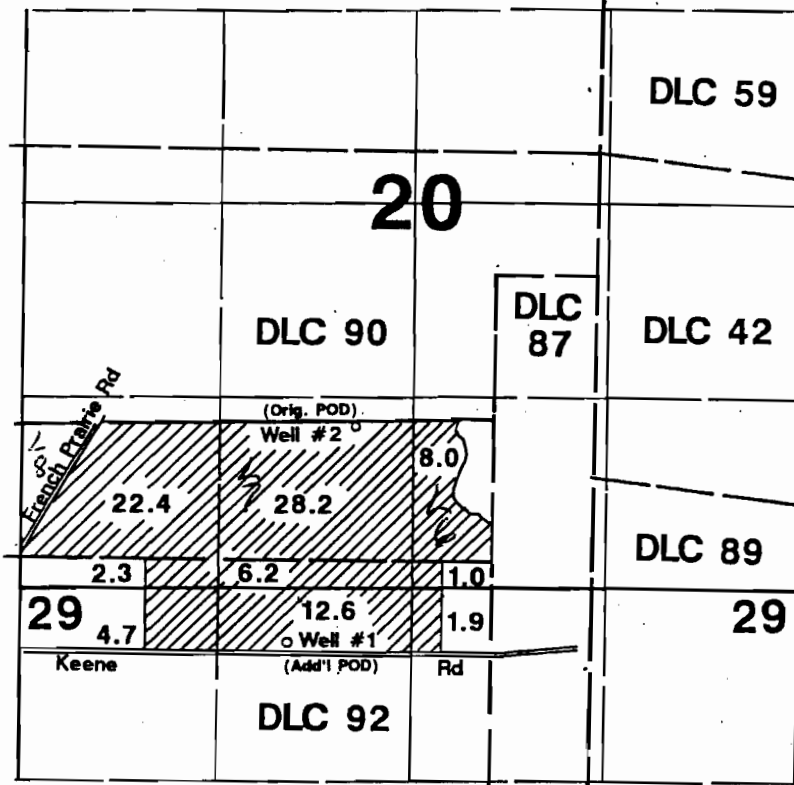 DLC 59
20
DLC 90
DLC
87
DLC 42
French Prairie Rd
(Orig. POD)
Well #2
8.0
22.4
28.2
DLC 89
2.3
6.2
1.0
29
4.7
12.6
1.9
29
Well #1
Keene
(Add'l POD)
Rd
DLC 92